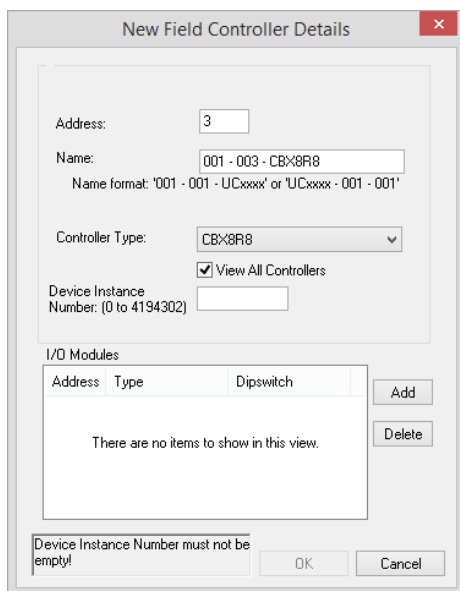 New Field Controller Details
Address:
3
Name:
001 - 003 - CBX8R8
Name format: '001 - 001 - UCxxxx' or 'UCxxxx - 001 - 001'
Controller Type:
CBX8R8
View All Controllers
Device Instance
Number: (0 to 4194302)
I/O Modules
Address Type Dipswitch
There are no items to show in this view.
Add
Delete
Device Instance Number must not be
empty!
OK
Cancel